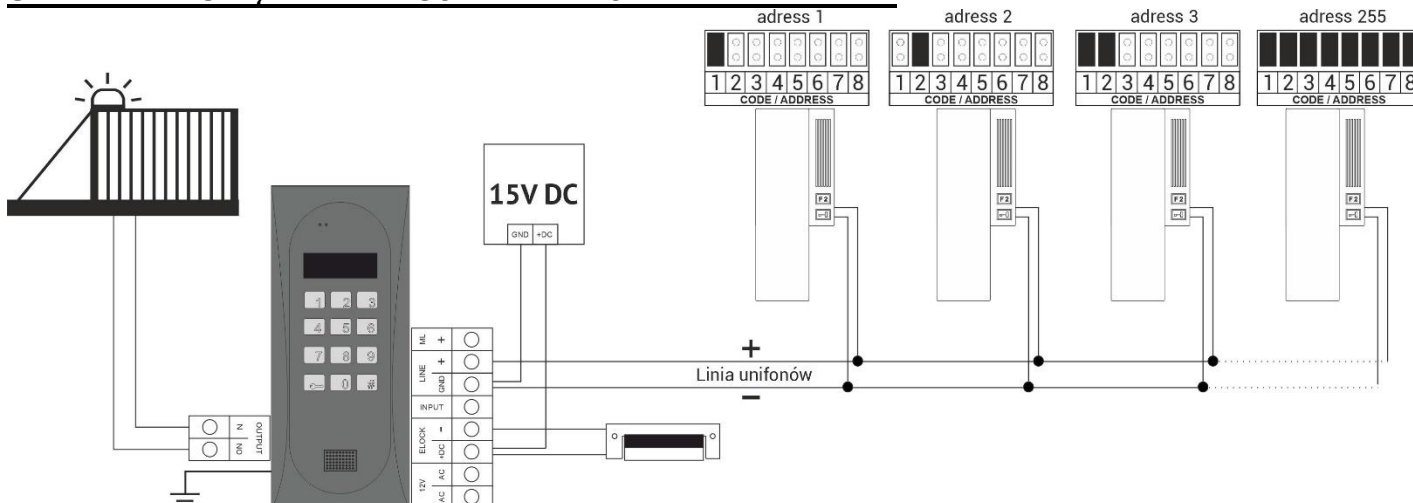 adress 1
adress 2
adress 3
adress 255
1 2 3 4 5 6 7 8
1 2 3 4 5 6 7 8
1 2 3 4 5 6 7 8
1 2 3 4 5 6 7 8
CODE / ADDRESS
CODE / ADDRESS
CODE / ADDRESS
CODE / ADDRESS
15V DC
GND +DC
F2
F2
F2
F2
1 2 3
4 5 6
7 8 9
0 #
ML +
LINE +
GND
INPUT
ELOCK -
+DC
12V AC
AC
+
Linia unifonów
−
OUTPUT
N
NO